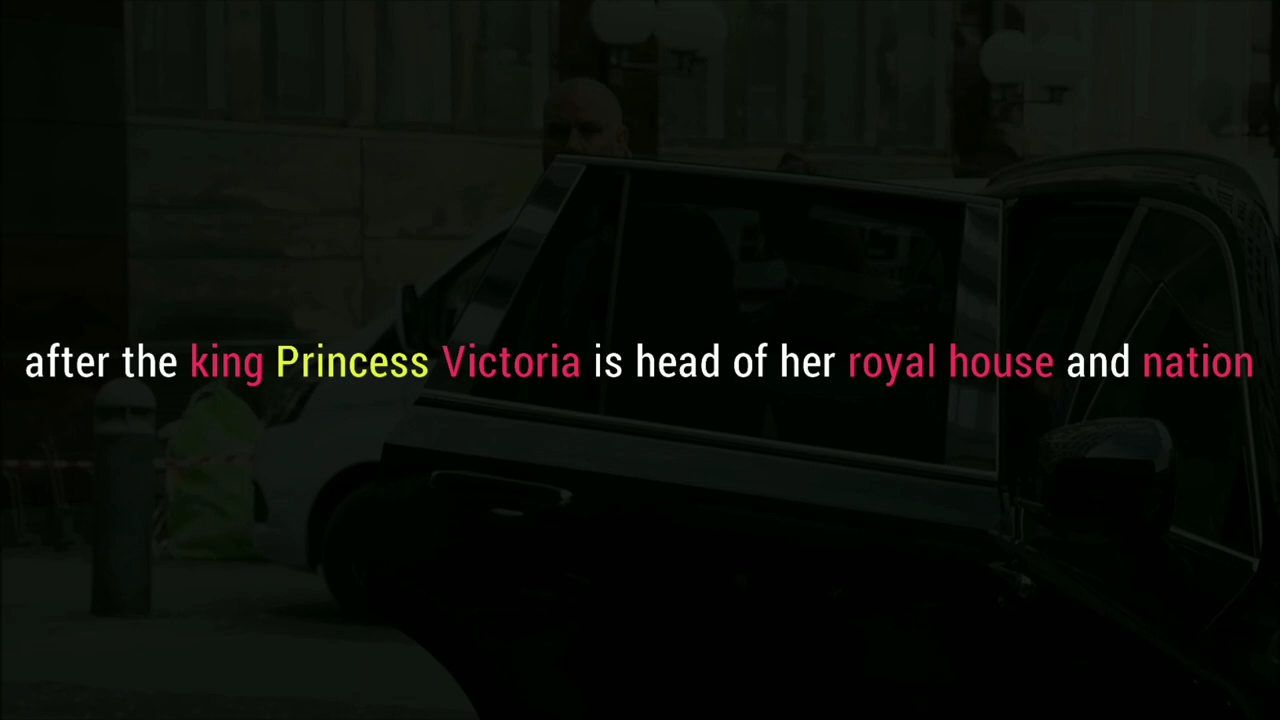 after the king Princess Victoria is head of her royal house and nation